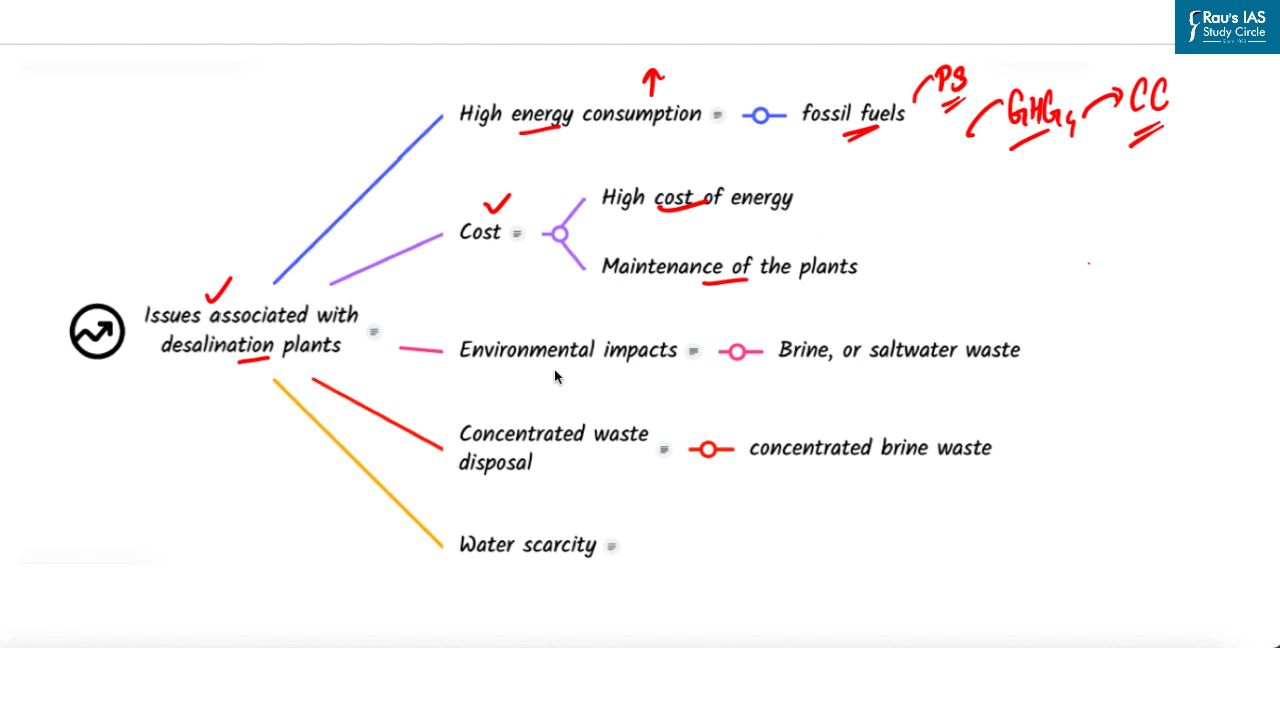 Rau's IAS
Study Circle
High energy consumption
fossil fuels
PS
GHGs
CC
Cost
High cost of energy
Maintenance of the plants
Issues associated with
desalination plants
Environmental impacts
Brine, or saltwater waste
Concentrated waste
disposal
concentrated brine waste
Water scarcity